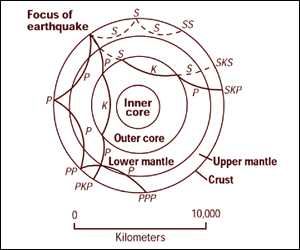 Focus of
earthquake
S
S
S
SS
S
S
SKS
P
P
K
P
SKP
K
Inner
core
P
P
P
Outer core
P
Lower mantle
Upper mantle
P
PP
P
Crust
PKP
PPP
0
10,000
Kilometers